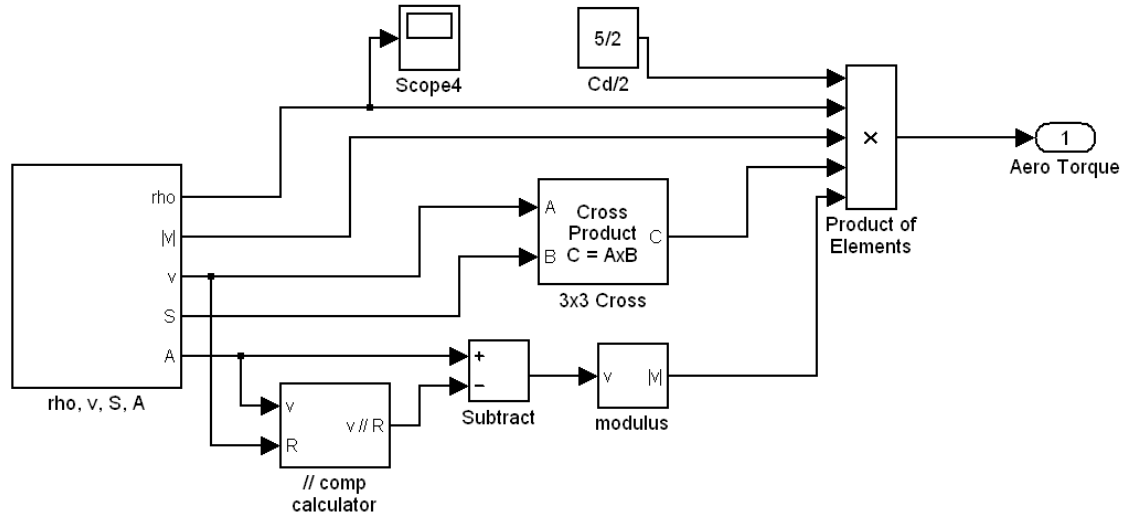 Scope4
5/2
Cd/2
×
1
Aero Torque
Product of
Elements
rho
|v|
v
S
A
rho, v, S, A
A
B
Cross
Product
C = AxB
C
3x3 Cross
+
−
Subtract
v
|v|
modulus
v
R
v // R
// comp
calculator